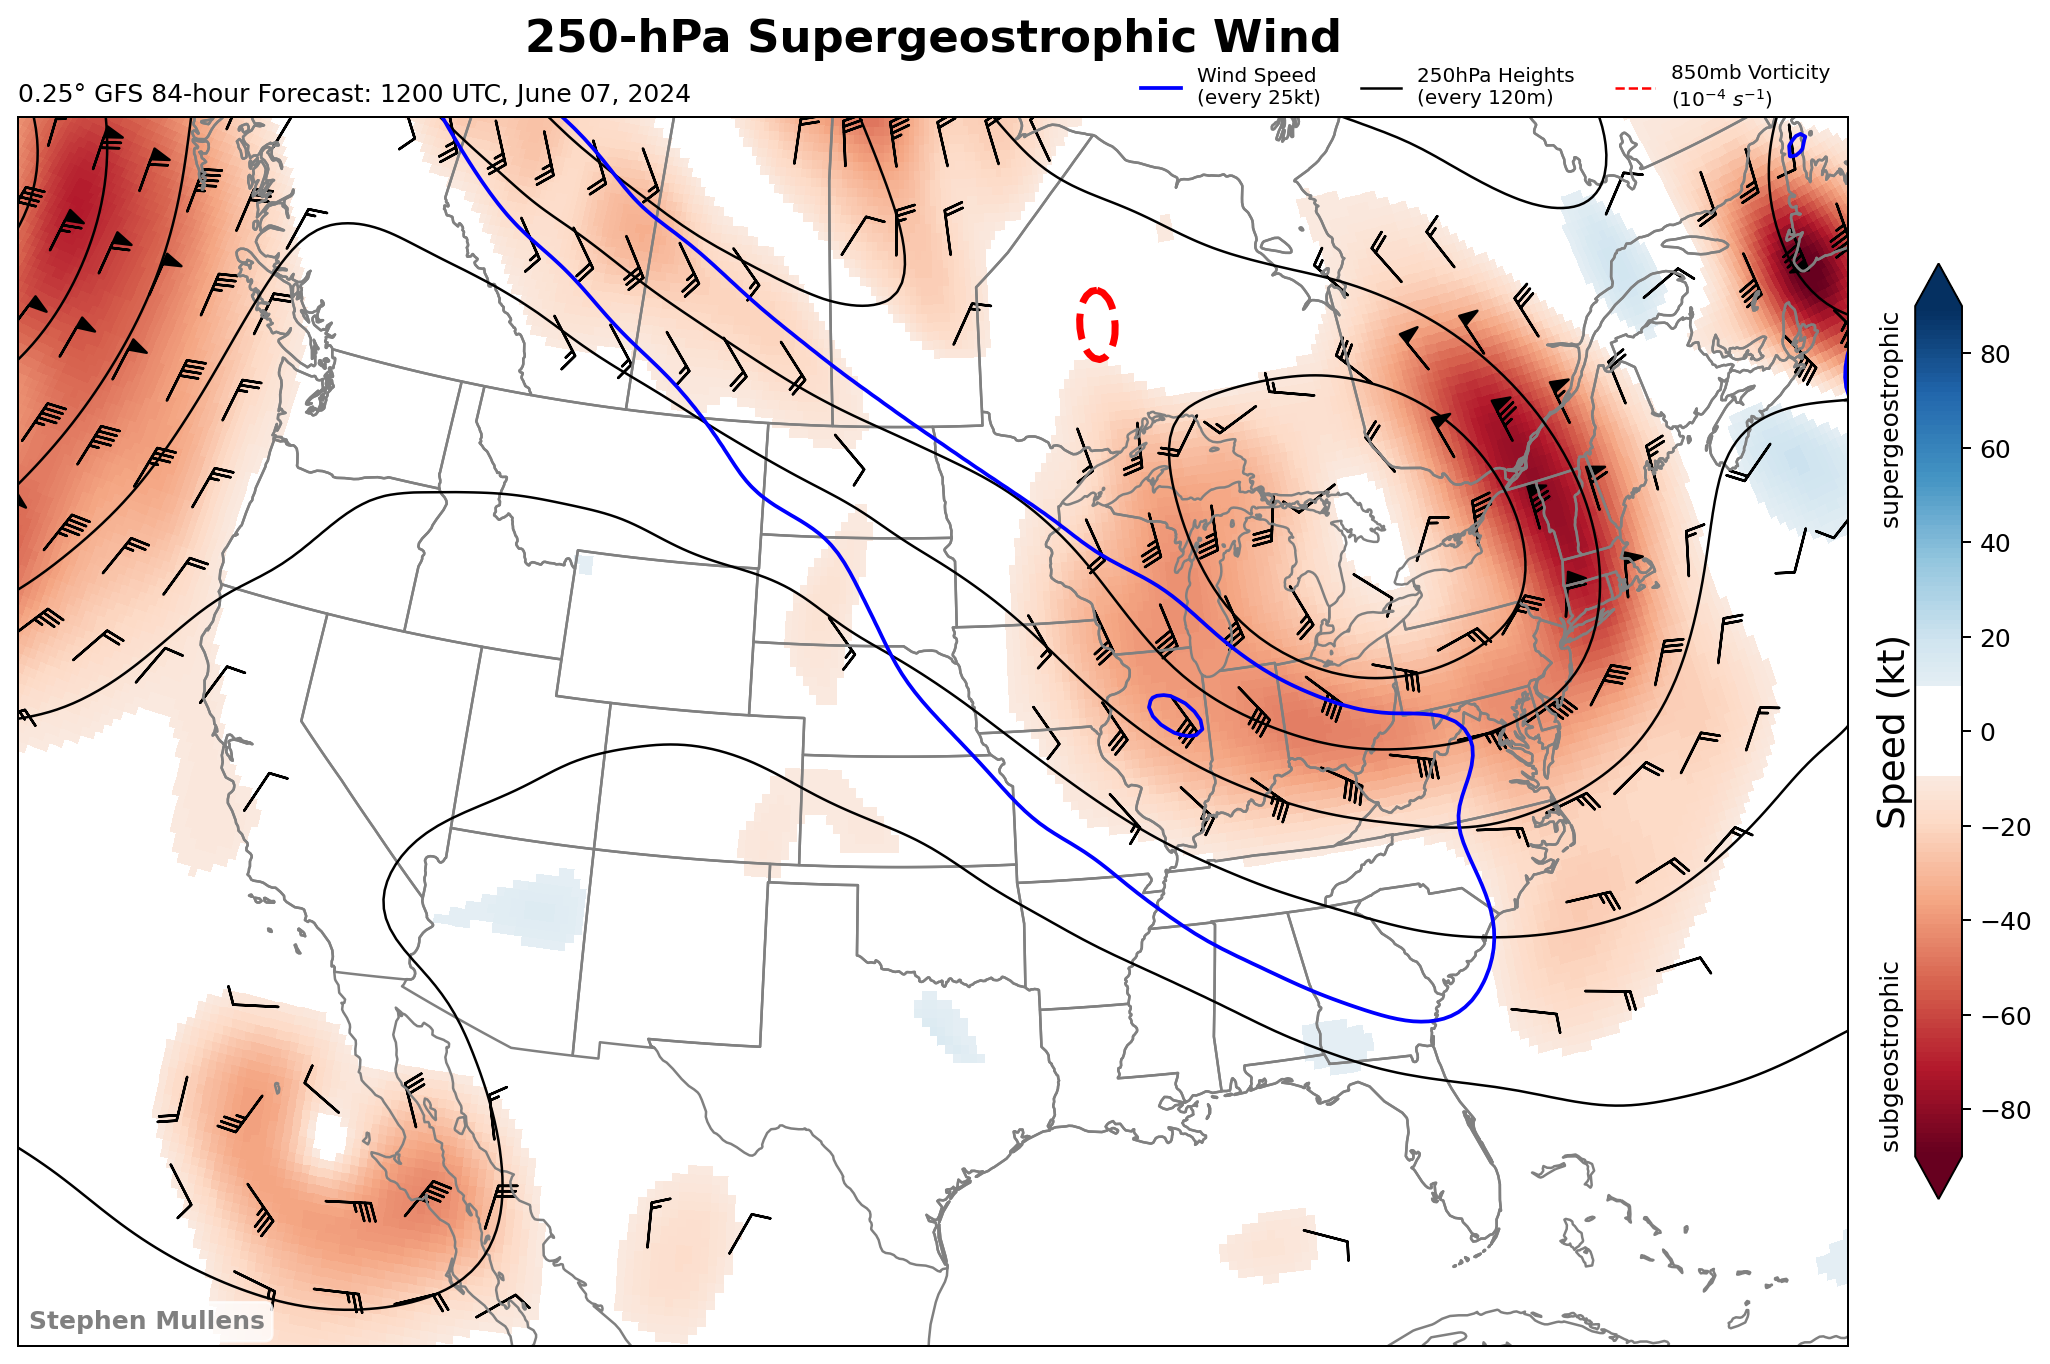 250-hPa Supergeostrophic Wind
0.25° GFS 84-hour Forecast: 1200 UTC, June 07, 2024
Wind Speed
(every 25kt)
250hPa Heights
(every 120m)
850mb Vorticity
(10⁻⁴ s⁻¹)
supergeostrophic
Speed (kt)
subgeostrophic
80
60
40
20
0
−20
−40
−60
−80
Stephen Mullens